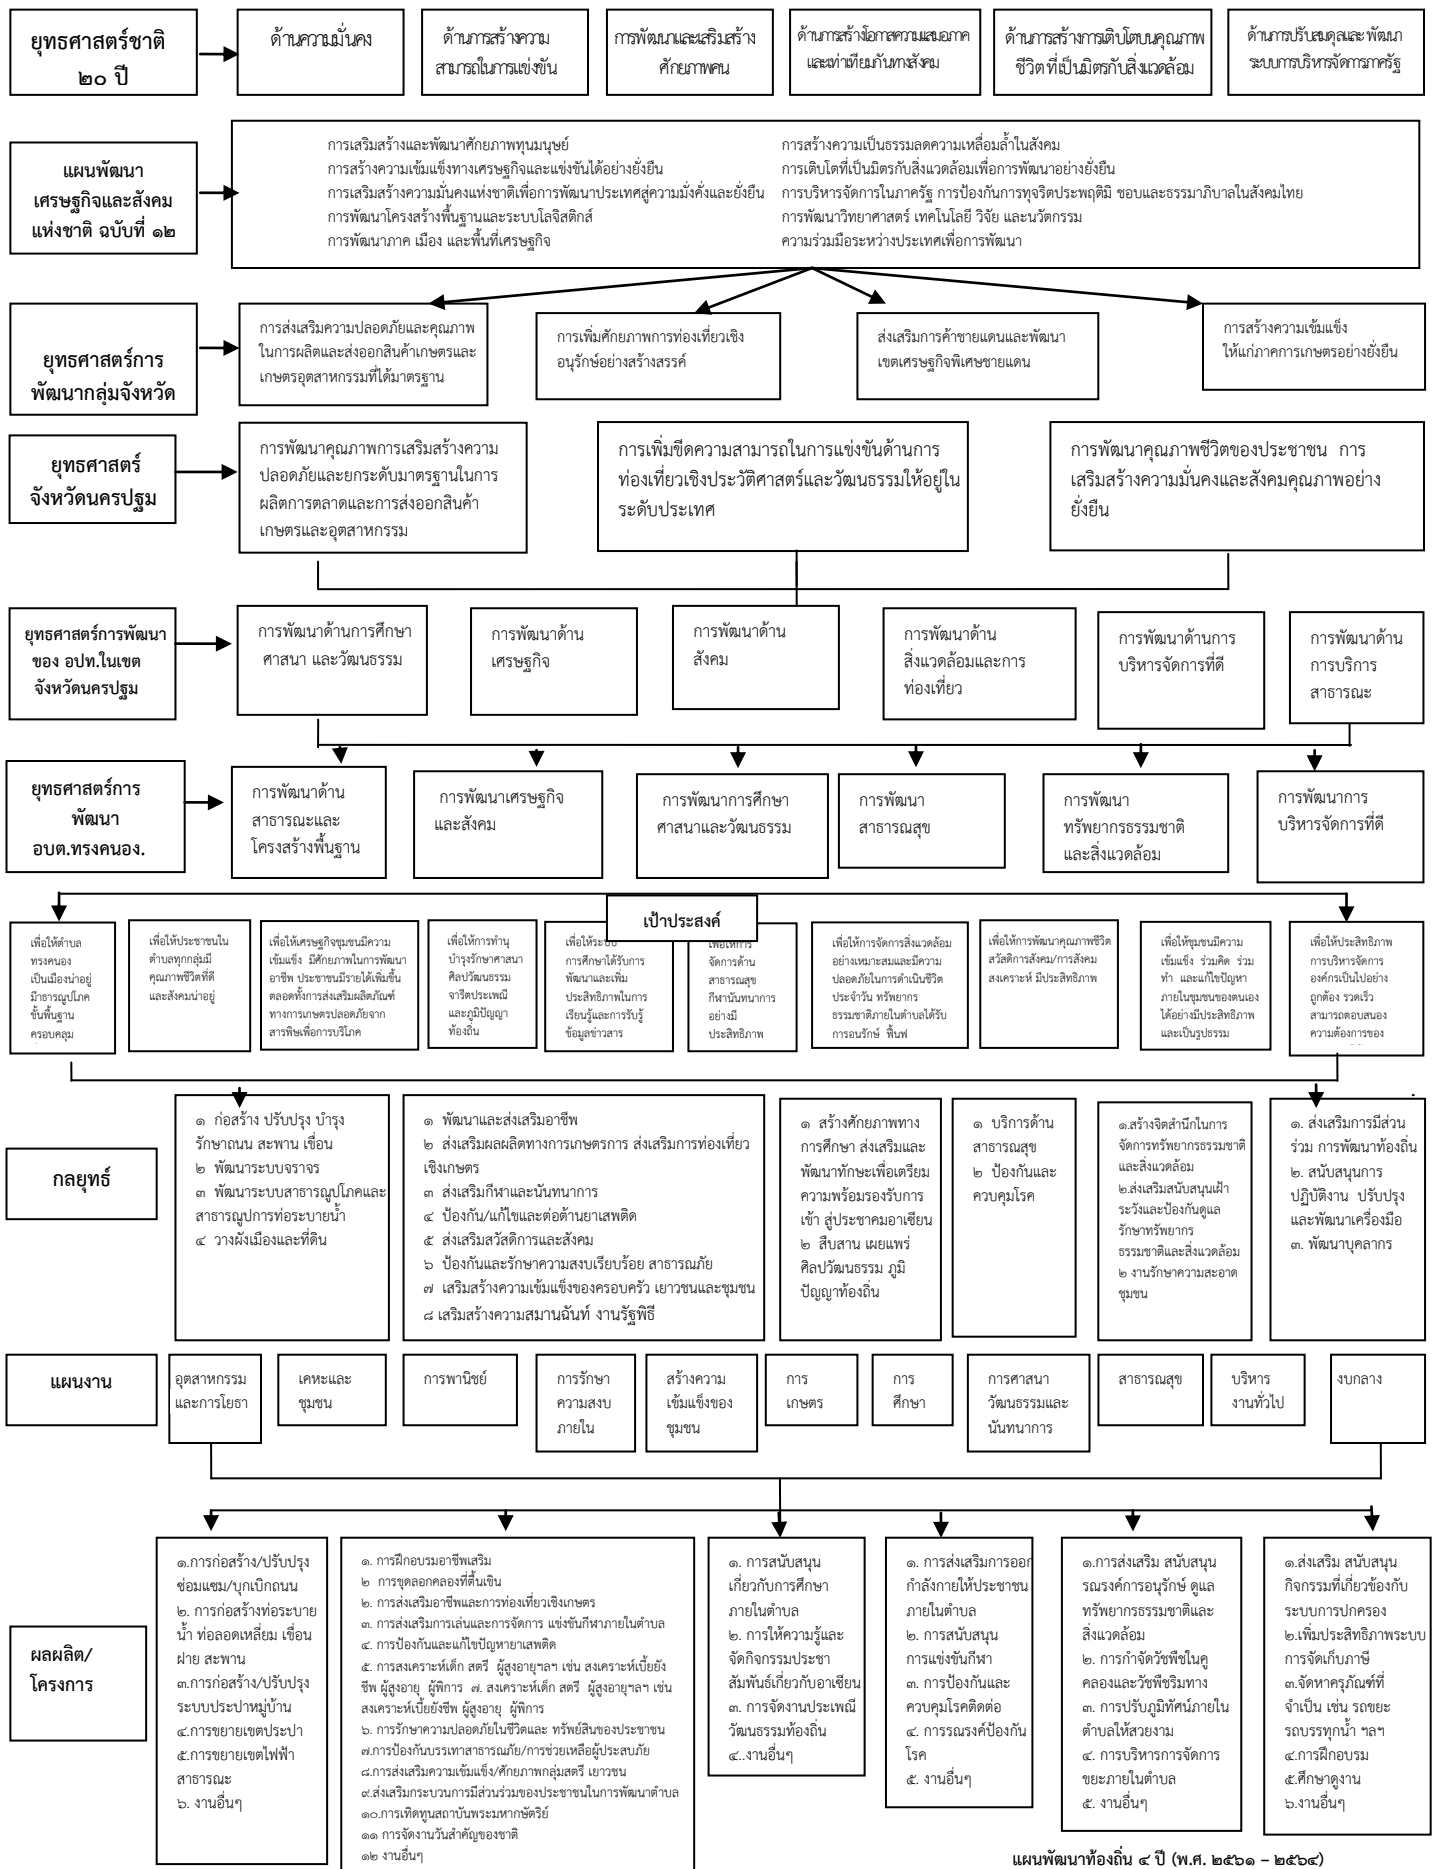 ยุทธศาสตร์ชาติ
๒๐ ปี
ด้านความมั่นคง
ด้านการสร้างความ
สามารถในการแข่งขัน
การพัฒนาและเสริมสร้าง
ศักยภาพคน
ด้านการสร้างโอกาสความเสมอภาค
และเท่าเทียมกันทางสังคม
ด้านการสร้างการเติบโตบนคุณภาพ
ชีวิต ที่เป็นมิตรกับสิ่งแวดล้อม
ด้านการปรับสมดุลและ พัฒนา
ระบบการบริหารจัดการภาครัฐ
แผนพัฒนา
เศรษฐกิจและสังคม
แห่งชาติ ฉบับที่ ๑๒
การเสริมสร้างและพัฒนาศักยภาพทุนมนุษย์
การสร้างความเข้มแข็งทางเศรษฐกิจและแข่งขันได้อย่างยั่งยืน
การเสริมสร้างความมั่นคงแห่งชาติเพื่อการพัฒนาประเทศสู่ความมั่งคั่งและยั่งยืน
การพัฒนาโครงสร้างพื้นฐานและระบบโลจิสติกส์
การพัฒนาภาค เมือง และพื้นที่เศรษฐกิจ
การสร้างความเป็นธรรมลดความเหลื่อมล้ำในสังคม
การเติบโตที่เป็นมิตรกับสิ่งแวดล้อมเพื่อการพัฒนาอย่างยั่งยืน
การบริหารจัดการในภาครัฐ การป้องกันการทุจริตประพฤติมิ ชอบและธรรมาภิบาลในสังคมไทย
การพัฒนาวิทยาศาสตร์ เทคโนโลยี วิจัย และนวัตกรรม
ความร่วมมือระหว่างประเทศเพื่อการพัฒนา
ยุทธศาสตร์การ
พัฒนากลุ่มจังหวัด
การส่งเสริมความปลอดภัยและคุณภาพ
ในการผลิตและส่งออกสินค้าเกษตรและ
เกษตรอุตสาหกรรมที่ได้มาตรฐาน
การเพิ่มศักยภาพการท่องเที่ยวเชิง
อนุรักษ์อย่างสร้างสรรค์
ส่งเสริมการค้าชายแดนและพัฒนา
เขตเศรษฐกิจพิเศษชายแดน
การสร้างความเข้มแข็ง
ให้แก่ภาคการเกษตรอย่างยั่งยืน
ยุทธศาสตร์
จังหวัดนครปฐม
การพัฒนาคุณภาพการเสริมสร้างความ
ปลอดภัยและยกระดับมาตรฐานในการ
ผลิตการตลาดและการส่งออกสินค้า
เกษตรและอุตสาหกรรม
การเพิ่มขีดความสามารถในการแข่งขันด้านการ
ท่องเที่ยวเชิงประวัติศาสตร์และวัฒนธรรมให้อยู่ใน
ระดับประเทศ
การพัฒนาคุณภาพชีวิตของประชาชน การ
เสริมสร้างความมั่นคงและสังคมคุณภาพอย่าง
ยั่งยืน
ยุทธศาสตร์การพัฒนา
ของ อปท.ในเขต
จังหวัดนครปฐม
การพัฒนาด้านการศึกษา
ศาสนา และวัฒนธรรม
การพัฒนาด้าน
เศรษฐกิจ
การพัฒนาด้าน
สังคม
การพัฒนาด้าน
สิ่งแวดล้อมและการ
ท่องเที่ยว
การพัฒนาด้านการ
บริหารจัดการที่ดี
การพัฒนาด้าน
การบริการ
สาธารณะ
ยุทธศาสตร์การ
พัฒนา
อบต.ทรงคนอง.
การพัฒนาด้าน
สาธารณะและ
โครงสร้างพื้นฐาน
การพัฒนาเศรษฐกิจ
และสังคม
การพัฒนาการศึกษา
ศาสนาและวัฒนธรรม
การพัฒนา
สาธารณสุข
การพัฒนา
ทรัพยากรธรรมชาติ
และสิ่งแวดล้อม
การพัฒนาการ
บริหารจัดการที่ดี
เป้าประสงค์
เพื่อให้ตำบล
ทรงคนอง
เป็นเมืองน่าอยู่
มีาธารณูปโภค
ขั้นพื้นฐาน
ครอบคลุม
เพื่อให้ประชาชนใน
ตำบลทุกกลุ่มมี
คุณภาพชีวิตที่ดี
และสังคมน่าอยู่
เพื่อให้เศรษฐกิจชุมชนมีความ
เข้มแข็ง มีศักยภาพในการพัฒนา
อาชีพ ประชาชนมีรายได้เพิ่มขึ้น
ตลอดทั้งการส่งเสริมผลิตภัณฑ์
ทางการเกษตรปลอดภัยจาก
สารพิษเพื่อการบริโภค
เพื่อให้การทำนุ
บำรุงรักษาศาสนา
ศิลปวัฒนธรรม
จารีตประเพณี
และภูมิปัญญา
ท้องถิ่น
เพื่อให้ระบบ
การศึกษาได้รับการ
พัฒนาและเพิ่ม
ประสิทธิภาพในการ
เรียนรู้และการรับรู้
ข้อมูลข่าวสาร
เพื่อให้การ
จัดการด้าน
สาธารณสุข
กีฬานันทนาการ
อย่างมี
ประสิทธิภาพ
เพื่อให้การจัดการสิ่งแวดล้อม
อย่างเหมาะสมและมีความ
ปลอดภัยในการดำเนินชีวิต
ประจำวัน ทรัพยากร
ธรรมชาติภายในตำบลได้รับ
การอนรักษ์ ฟื้นฟ
เพื่อให้การพัฒนาคุณภาพชีวิต
สวัสดิการสังคม/การสังคม
สงเคราะห์ มีประสิทธิภาพ
เพื่อให้ชุมชนมีความ
เข้มแข็ง ร่วมคิด ร่วม
ทำ และแก้ไขปัญหา
ภายในชุมชนของตนเอง
ได้อย่างมีประสิทธิภาพ
และเป็นรูปธรรม
เพื่อให้ประสิทธิภาพ
การบริหารจัดการ
องค์กรเป็นไปอย่าง
ถูกต้อง รวดเร็ว
สามารถตอบสนอง
ความต้องการของ
กลยุทธ์
๑ ก่อสร้าง ปรับปรุง บำรุง
รักษาถนน สะพาน เขื่อน
๒ พัฒนาระบบจราจร
๓ พัฒนาระบบสาธารณูปโภคและ
สาธารณูปการท่อระบายน้ำ
๔ วางผังเมืองและที่ดิน
๑ พัฒนาและส่งเสริมอาชีพ
๒ ส่งเสริมผลผลิตทางการเกษตรการ ส่งเสริมการท่องเที่ยว
เชิงเกษตร
๓ ส่งเสริมกีฬาและนันทนาการ
๔ ป้องกัน/แก้ไขและต่อต้านยาเสพติด
๕ ส่งเสริมสวัสดิการและสังคม
๖ ป้องกันและรักษาความสงบเรียบร้อย สาธารณภัย
๗ เสริมสร้างความเข้มแข็งของครอบครัว เยาวชนและชุมชน
๘ เสริมสร้างความสมานฉันท์ งานรัฐพิธี
๑ สร้างศักยภาพทาง
การศึกษา ส่งเสริมและ
พัฒนาทักษะเพื่อเตรียม
ความพร้อมรองรับการ
เข้า สู่ประชาคมอาเซียน
๒ สืบสาน เผยแพร่
ศิลปวัฒนธรรม ภูมิ
ปัญญาท้องถิ่น
๑ บริการด้าน
สาธารณสุข
๒ ป้องกันและ
ควบคุมโรค
๑.สร้างจิตสำนึกในการ
จัดการทรัพยากรธรรมชาติ
และสิ่งแวดล้อม
๒.ส่งเสริมสนับสนุนเฝ้า
ระวังและป้องกันดูแล
รักษาทรัพยากร
ธรรมชาติและสิ่งแวดล้อม
๒ งานรักษาความสะอาด
ชุมชน
๑. ส่งเสริมการมีส่วน
ร่วม การพัฒนาท้องถิ่น
๒. สนับสนุนการ
ปฏิบัติงาน ปรับปรุง
และพัฒนาเครื่องมือ
๓. พัฒนาบุคลากร
แผนงาน
อุตสาหกรรม
และการโยธา
เคหะและ
ชุมชน
การพานิชย์
การรักษา
ความสงบ
ภายใน
สร้างความ
เข้มแข็งของ
ชุมชน
การ
เกษตร
การ
ศึกษา
การศาสนา
วัฒนธรรมและ
นันทนาการ
สาธารณสุข
บริหาร
งานทั่วไป
งบกลาง
ผลผลิต/
โครงการ
๑.การก่อสร้าง/ปรับปรุง
ซ่อมแซม/บุกเบิกถนน
๒. การก่อสร้างท่อระบาย
น้ำ ท่อลอดเหลี่ยม เขื่อน
ฝาย สะพาน
๓.การก่อสร้าง/ปรับปรุง
ระบบประปาหมู่บ้าน
๔.การขยายเขตประปา
๕.การขยายเขตไฟฟ้า
สาธารณะ
๖. งานอื่นๆ
๑. การฝึกอบรมอาชีพเสริม
๒ การขุดลอกคลองที่ตื้นเขิน
๒. การส่งเสริมอาชีพและการท่องเที่ยวเชิงเกษตร
๓. การส่งเสริมการเล่นและการจัดการ แข่งขันกีฬาภายในตำบล
๔. การป้องกันและแก้ไขปัญหายาเสพติด
๕. การสงเคราะห์เด็ก สตรี ผู้สูงอายุฯลฯ เช่น สงเคราะห์เบี้ยยัง
ชีพ ผู้สูงอายุ ผู้พิการ ๗. สงเคราะห์เด็ก สตรี ผู้สูงอายุฯลฯ เช่น
สงเคราะห์เบี้ยยังชีพ ผู้สูงอายุ ผู้พิการ
๖. การรักษาความปลอดภัยในชีวิตและ ทรัพย์สินของประชาชน
๗.การป้องกันบรรเทาสาธารณภัย/การช่วยเหลือผู้ประสบภัย
๘.การส่งเสริมความเข้มแข็ง/ศักยภาพกลุ่มสตรี เยาวชน
๙.ส่งเสริมกระบวนการมีส่วนร่วมของประชาชนในการพัฒนาตำบล
๑๐.การเทิดทูนสถาบันพระมหากษัตริย์
๑๑ การจัดงานวันสำคัญของชาติ
๑๒ งานอื่นๆ
๑. การสนับสนุน
เกี่ยวกับการศึกษา
ภายในตำบล
๒. การให้ความรู้และ
จัดกิจกรรมประชา
สัมพันธ์เกี่ยวกับอาเซียน
๓. การจัดงานประเพณี
วัฒนธรรมท้องถิ่น
๔..งานอื่นๆ
๑. การส่งเสริมการออก
กำลังกายให้ประชาชน
ภายในตำบล
๒. การสนับสนุน
การแข่งขันกีฬา
๓. การป้องกันและ
ควบคุมโรคติดต่อ
๔. การรณรงค์ป้องกัน
โรค
๕. งานอื่นๆ
๑.การส่งเสริม สนับสนุน
รณรงค์การอนุรักษ์ ดูแล
ทรัพยากรธรรมชาติและ
สิ่งแวดล้อม
๒. การกำจัดวัชพืชในคู
คลองและวัชพืชริมทาง
๓. การปรับภูมิทัศน์ภายใน
ตำบลให้สวยงาม
๔. การบริหารการจัดการ
ขยะภายในตำบล
๕. งานอื่นๆ
๑.ส่งเสริม สนับสนุน
กิจกรรมที่เกี่ยวข้องกับ
ระบบการปกครอง
๒.เพิ่มประสิทธิภาพระบบ
การจัดเก็บภาษี
๓.จัดหาครุภัณฑ์ที่
จำเป็น เช่น รถขยะ
รถบรรทุกน้ำ ฯลฯ
๔.การฝึกอบรม
๕.ศึกษาดูงาน
๖.งานอื่นๆ
แผนพัฒนาท้องถิ่น ๔ ปี (พ.ศ. ๒๕๖๑ – ๒๕๖๔)